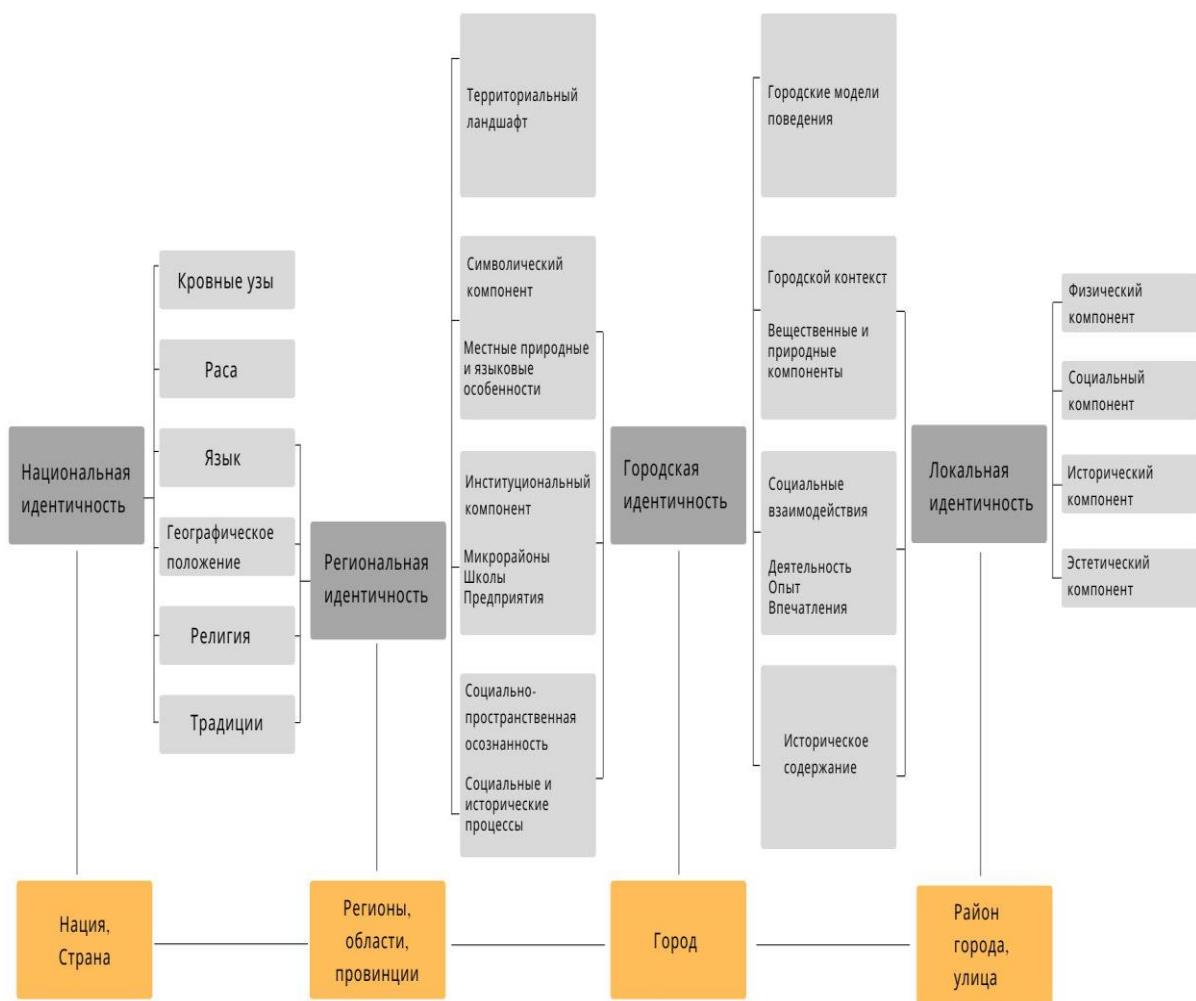 Национальная
идентичность
Кровные узы
Раса
Язык
Географическое
положение
Религия
Традиции
Региональная
идентичность
Территориальный
ландшафт
Символический
компонент
Местные природные
и языковые
особенности
Институциональный
компонент
Микрорайоны
Школы
Предприятия
Социально-
пространственная
осознанность
Социальные и
исторические
процессы
Городская
идентичность
Городские модели
поведения
Городской контекст
Вещественные и
природные
компоненты
Социальные
взаимодействия
Деятельность
Опыт
Впечатления
Историческое
содержание
Локальная
идентичность
Физический
компонент
Социальный
компонент
Исторический
компонент
Эстетический
компонент
Нация,
Страна
Регионы,
области,
провинции
Город
Район
города,
улица